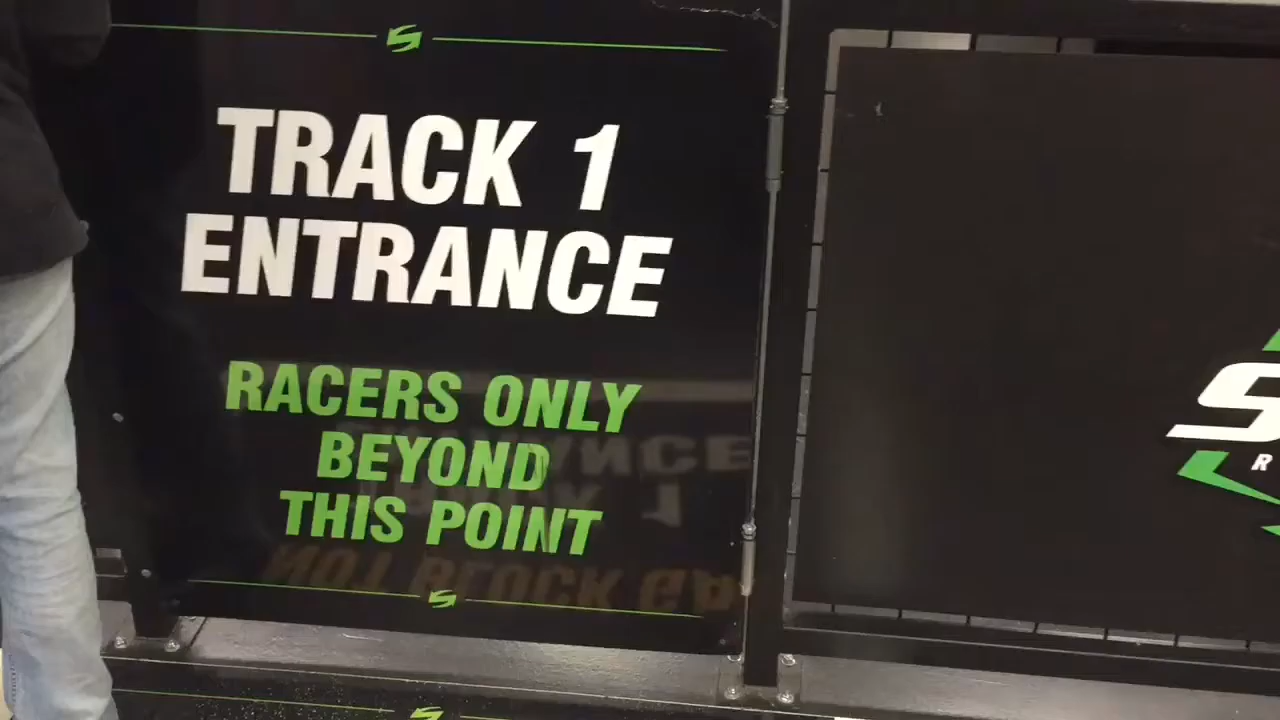 TRACK 1
ENTRANCE
RACERS ONLY
BEYOND
THIS POINT
S
R